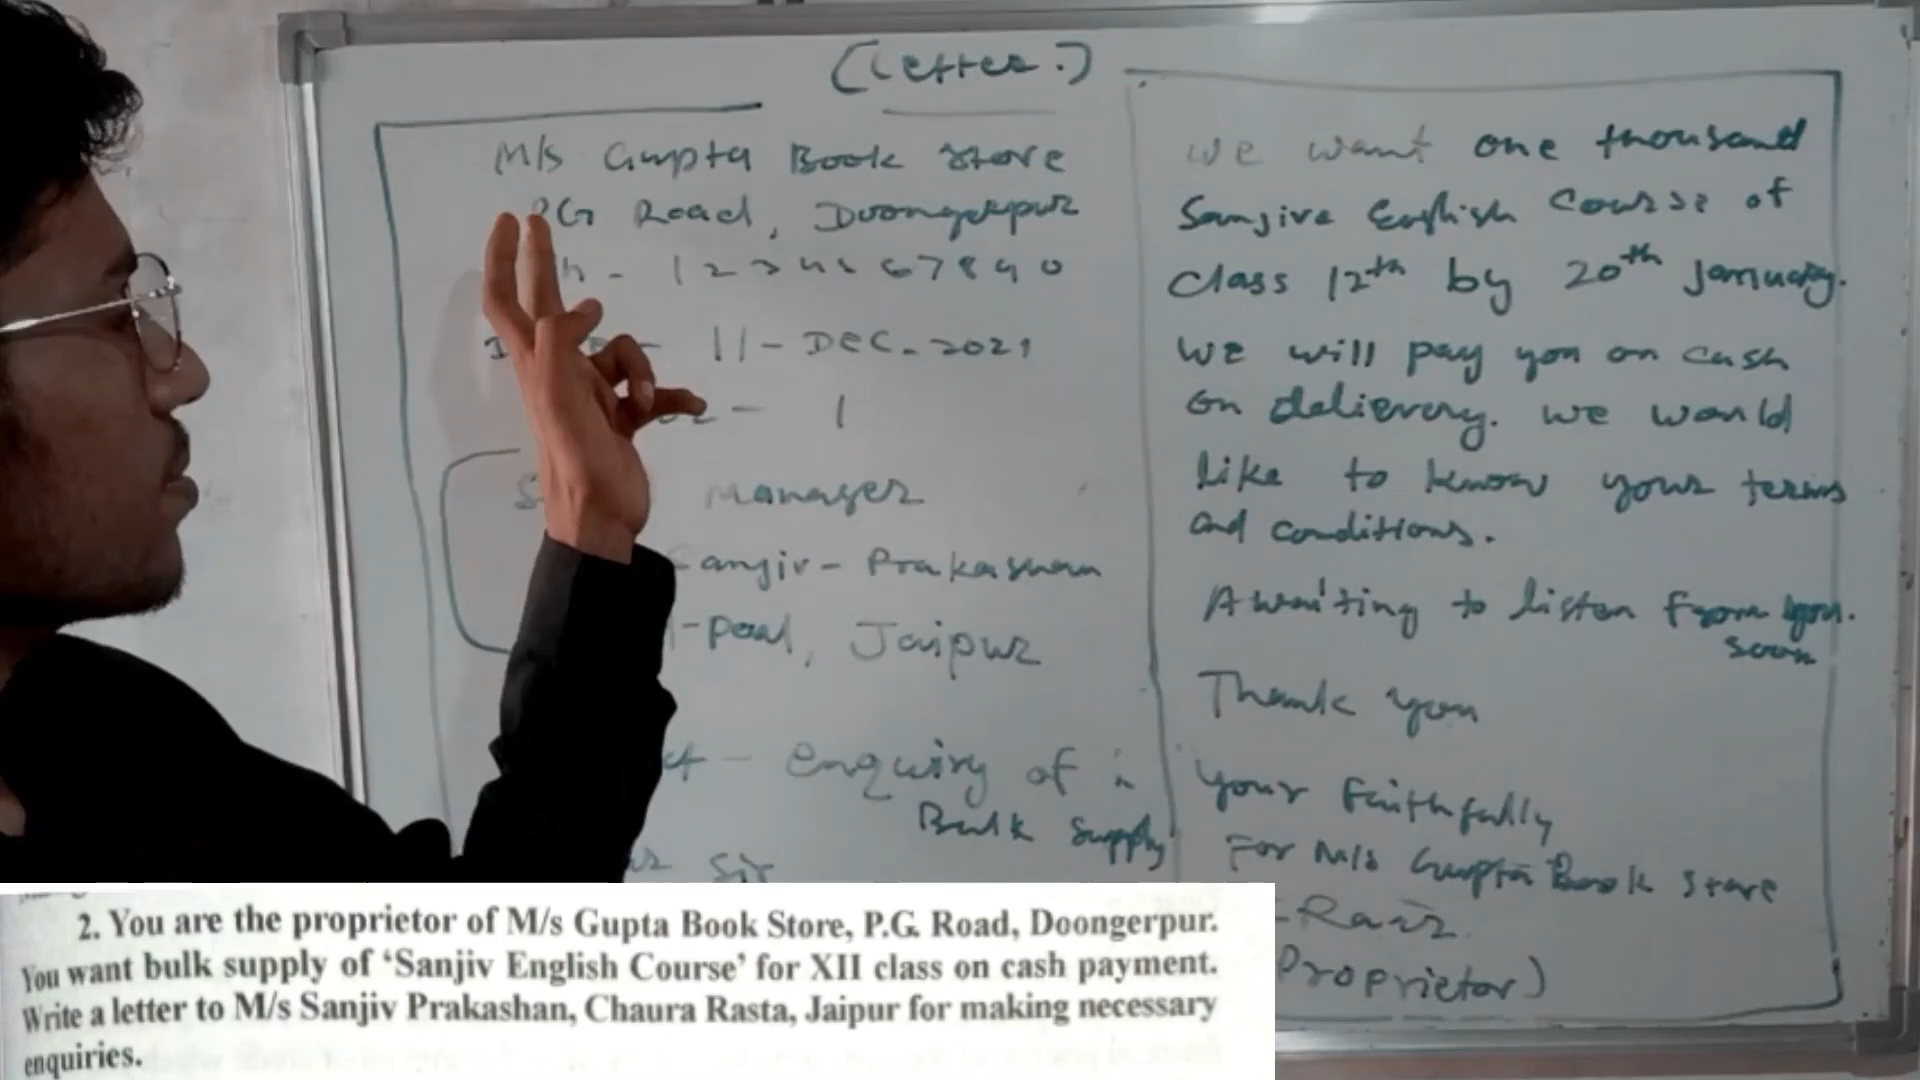 (Letter.)
M/s Gupta Book Store
PG Road, Doongerpur
h - 1234567890
- 11 - Dec. 2021
- 1
Manager
Sanjiv - Prakashan
Jaipur
ct - enquiry of
Bulk Supply
Sir
We want one thousand
Sanjive English Course of
Class 12th by 20th January.
We will pay you on cash
on delievery. We would
like to know your terms
and conditions.
Awaiting to listen from you.
soon
Thank you
Your Faithfully
For M/s Gupta Book Store
(Proprietor)
2. You are the proprietor of M/s Gupta Book Store, P.G. Road, Doongerpur.
You want bulk supply of ‘Sanjiv English Course’ for XII class on cash payment.
Write a letter to M/s Sanjiv Prakashan, Chaura Rasta, Jaipur for making necessary
enquiries.